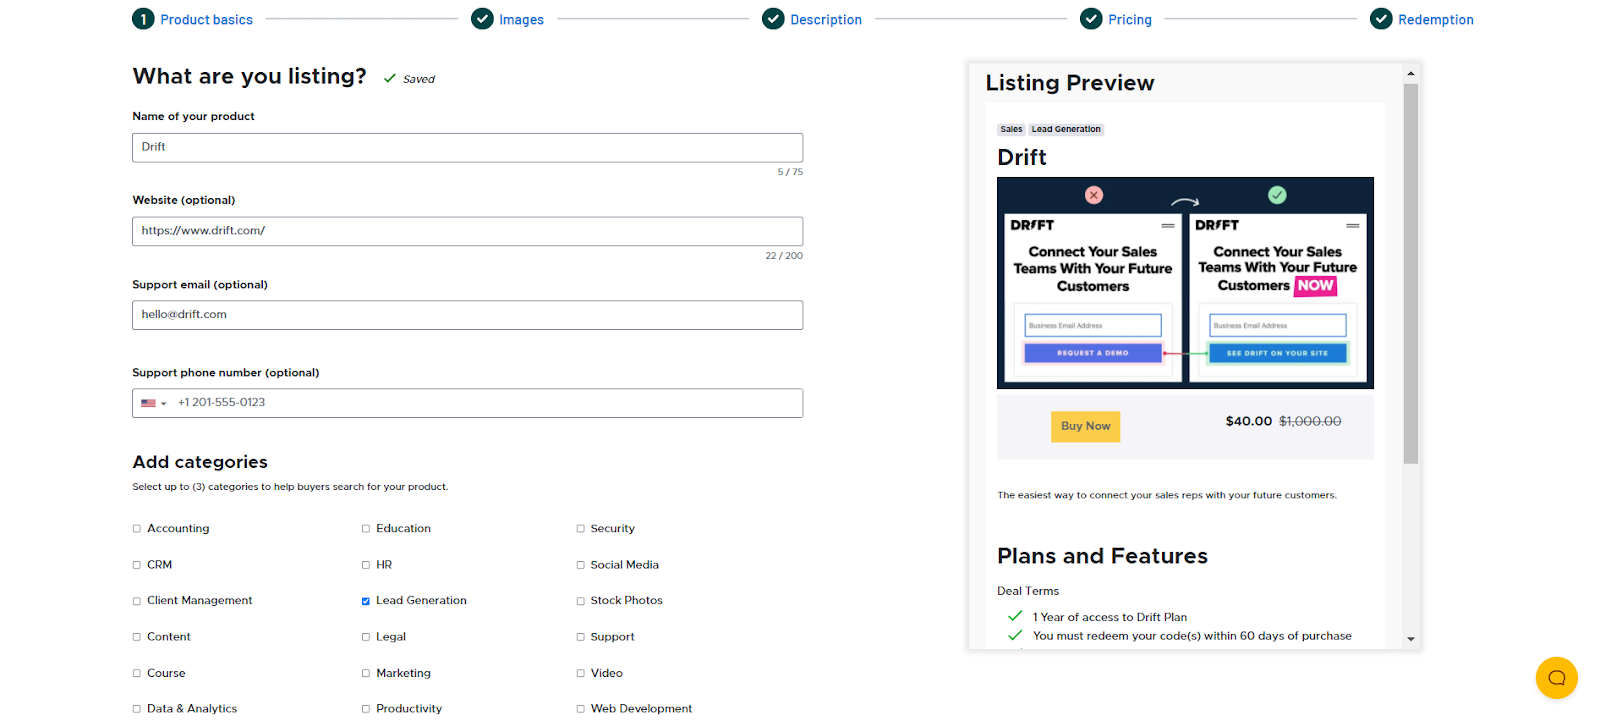 1 Product basics
Images
Description
Pricing
Redemption
What are you listing?
Saved
Name of your product
Drift
5 / 75
Website (optional)
https://www.drift.com/
22 / 200
Support email (optional)
hello@drift.com
Support phone number (optional)
+1 201-555-0123
Add categories
Select up to (3) categories to help buyers search for your product.
Accounting
Education
Security
CRM
HR
Social Media
Client Management
Lead Generation
Stock Photos
Content
Legal
Support
Course
Marketing
Video
Data & Analytics
Productivity
Web Development
Listing Preview
Sales Lead Generation
Drift
DRIFT
Connect Your Sales
Teams With Your Future
Customers
Business Email Address
REQUEST A DEMO
DRIFT
Connect Your Sales
Teams With Your Future
Customers NOW
Business Email Address
SEE DRIFT ON YOUR SITE
Buy Now
$40.00 $1,000.00
The easiest way to connect your sales reps with your future customers.
Plans and Features
Deal Terms
1 Year of access to Drift Plan
You must redeem your code(s) within 60 days of purchase